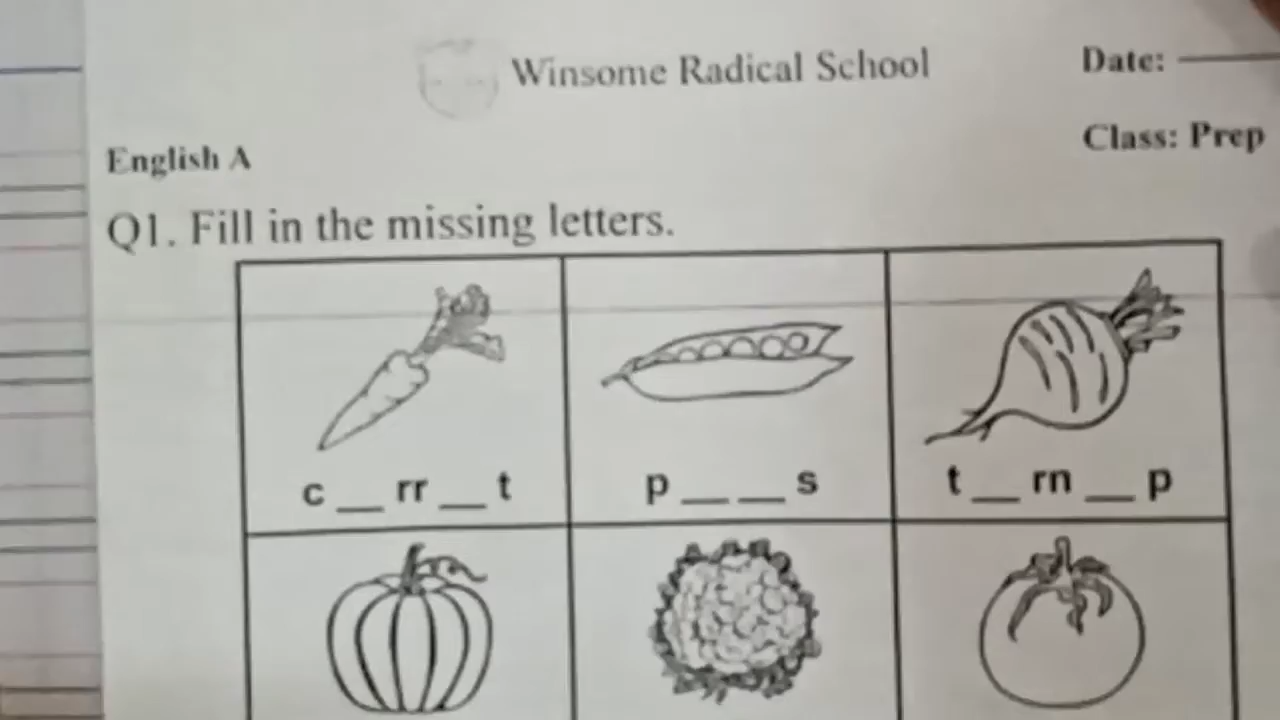 Winsome Radical School
Date:
Class: Prep
English A
Q1. Fill in the missing letters.
c __ rr __ t
p __ __ s
t __ rn __ p